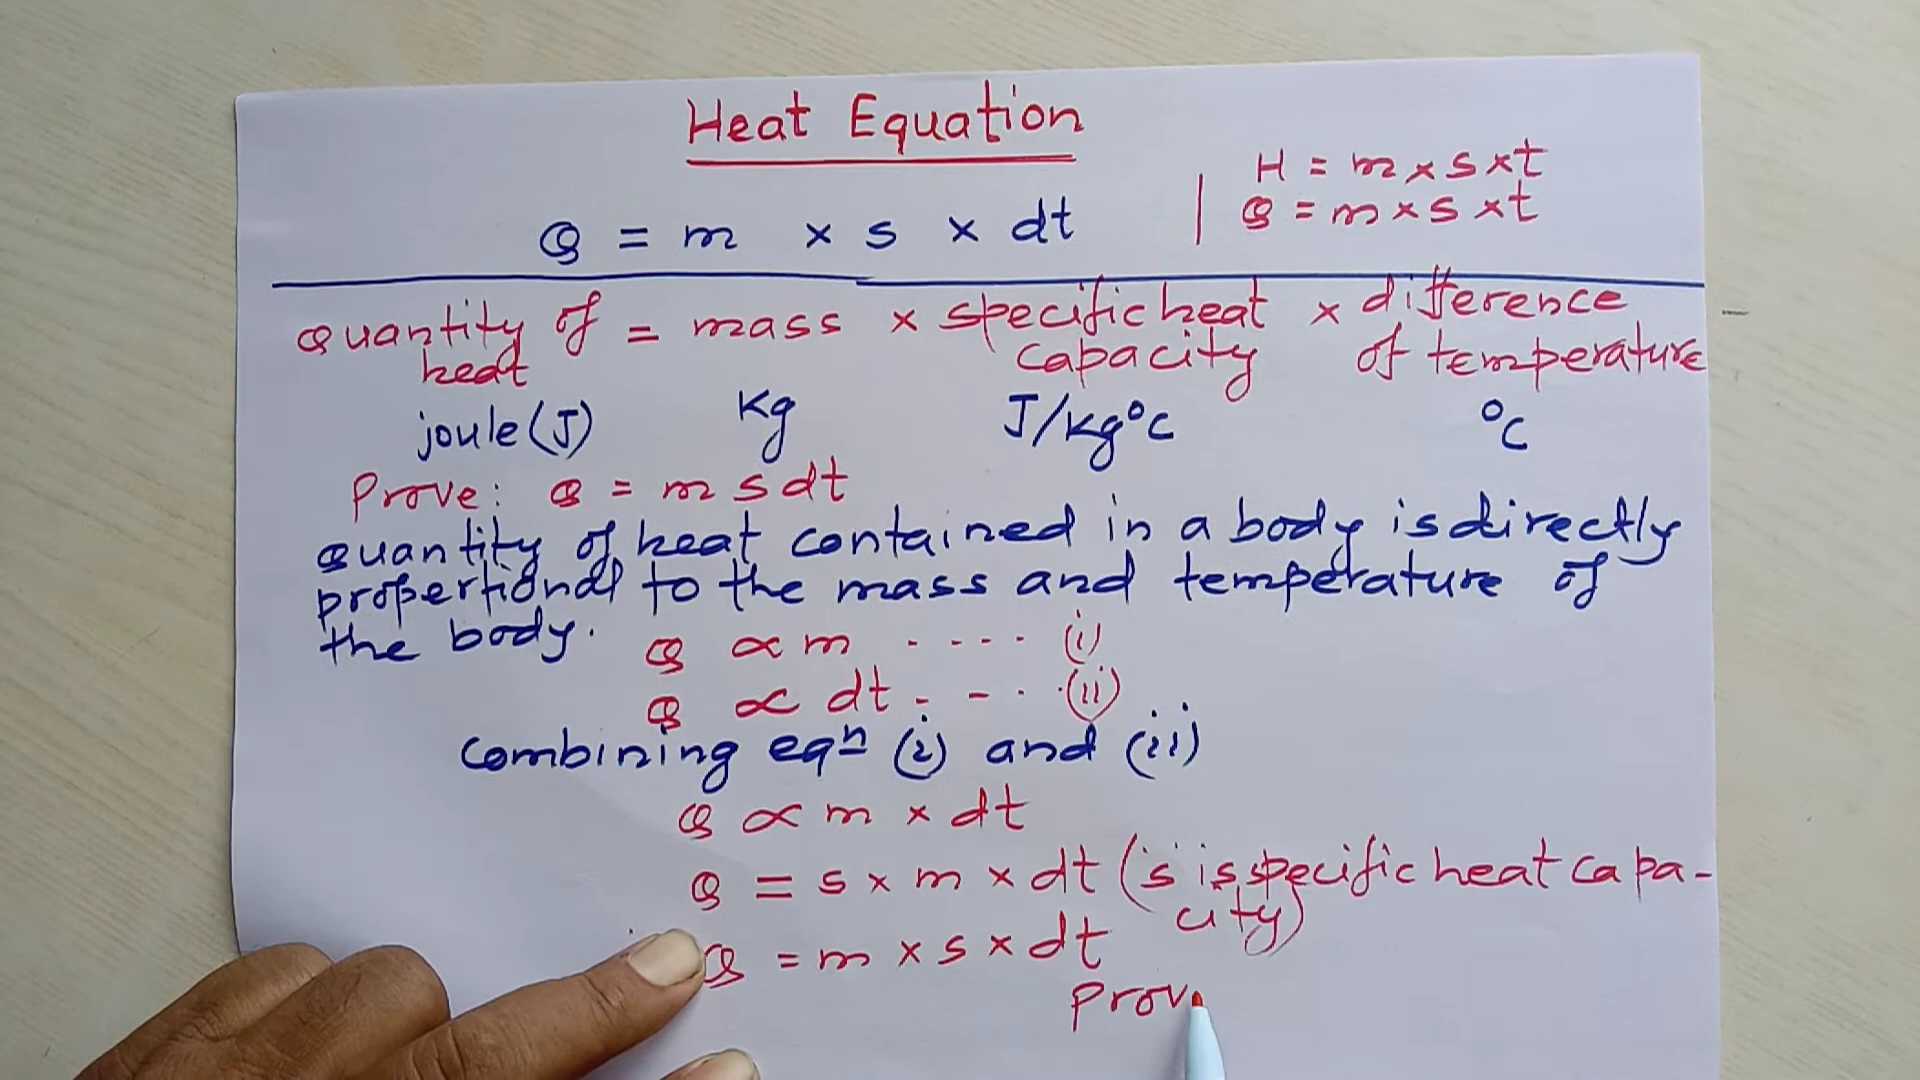 Heat Equation
H = m x s x t
Q = m x s x t
Q = m x s x dt
Quantity of heat = mass x specific heat capacity x difference of temperature
joule (J) Kg J/kg°C °C
Prove: Q = m s dt
Quantity of heat contained in a body is directly
propertional to the mass and temperature of
the body.
Q ∝ m ---- (i)
Q ∝ dt. - - . . (ii)
Combining eqn (i) and (ii)
Q ∝ m x dt
Q = s x m x dt ('s' is specific heat capa-
city)
Q = m x s x dt
Prov